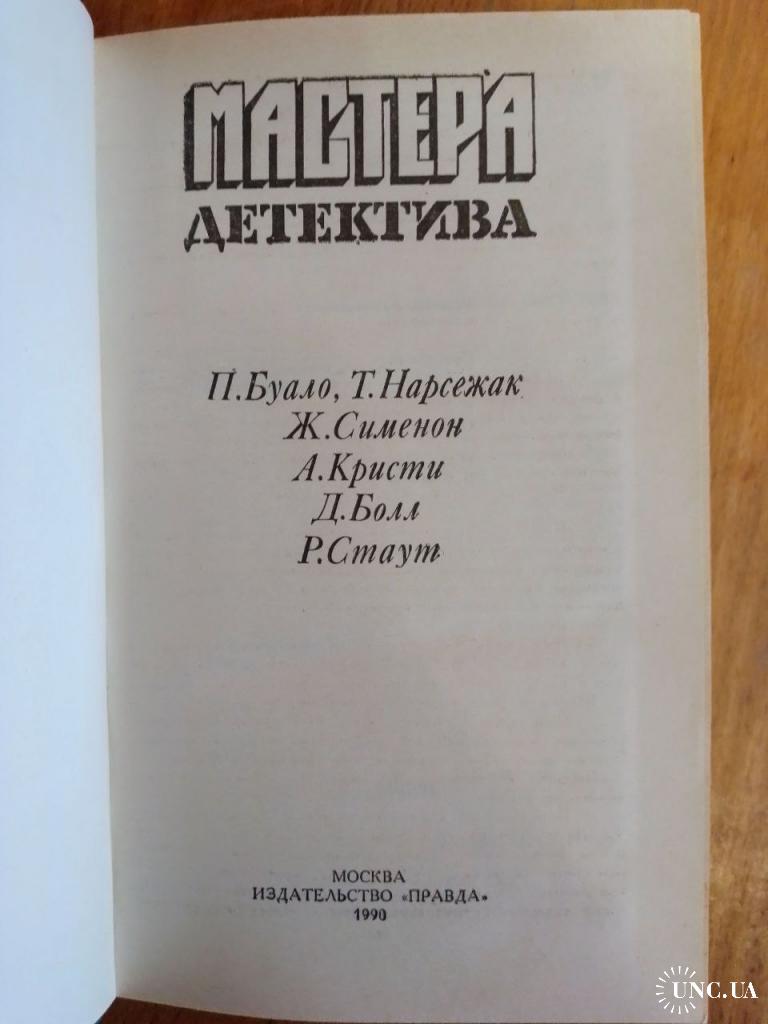 МАСТЕРА
ДЕТЕКТИВА
П.Буало, Т.Нарсежак
Ж.Сименон
А.Кристи
Д.Болл
Р.Стаут
МОСКВА
ИЗДАТЕЛЬСТВО «ПРАВДА»
1990
UNC.UA